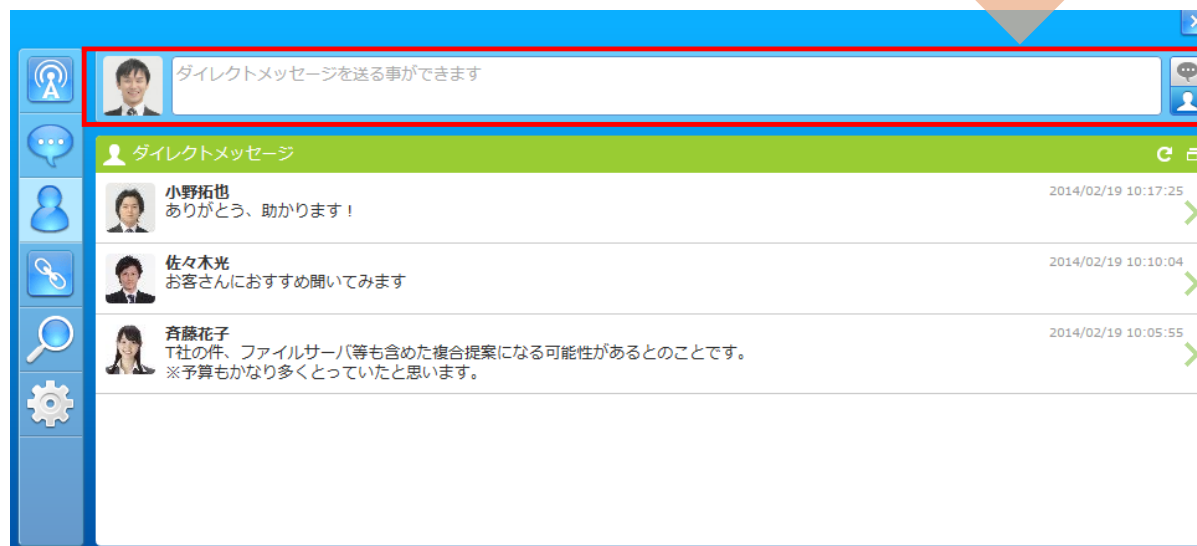 ダイレクトメッセージを送る事ができます
ダイレクトメッセージ
小野拓也
2014/02/19 10:17:25
ありがとう、助かります！
佐々木光
2014/02/19 10:10:04
お客さんにおすすめ聞いてみます
斉藤花子
2014/02/19 10:05:55
T社の件、ファイルサーバ等も含めた複合提案になる可能性があるとのことです。
※予算もかなり多くとっていたと思います。